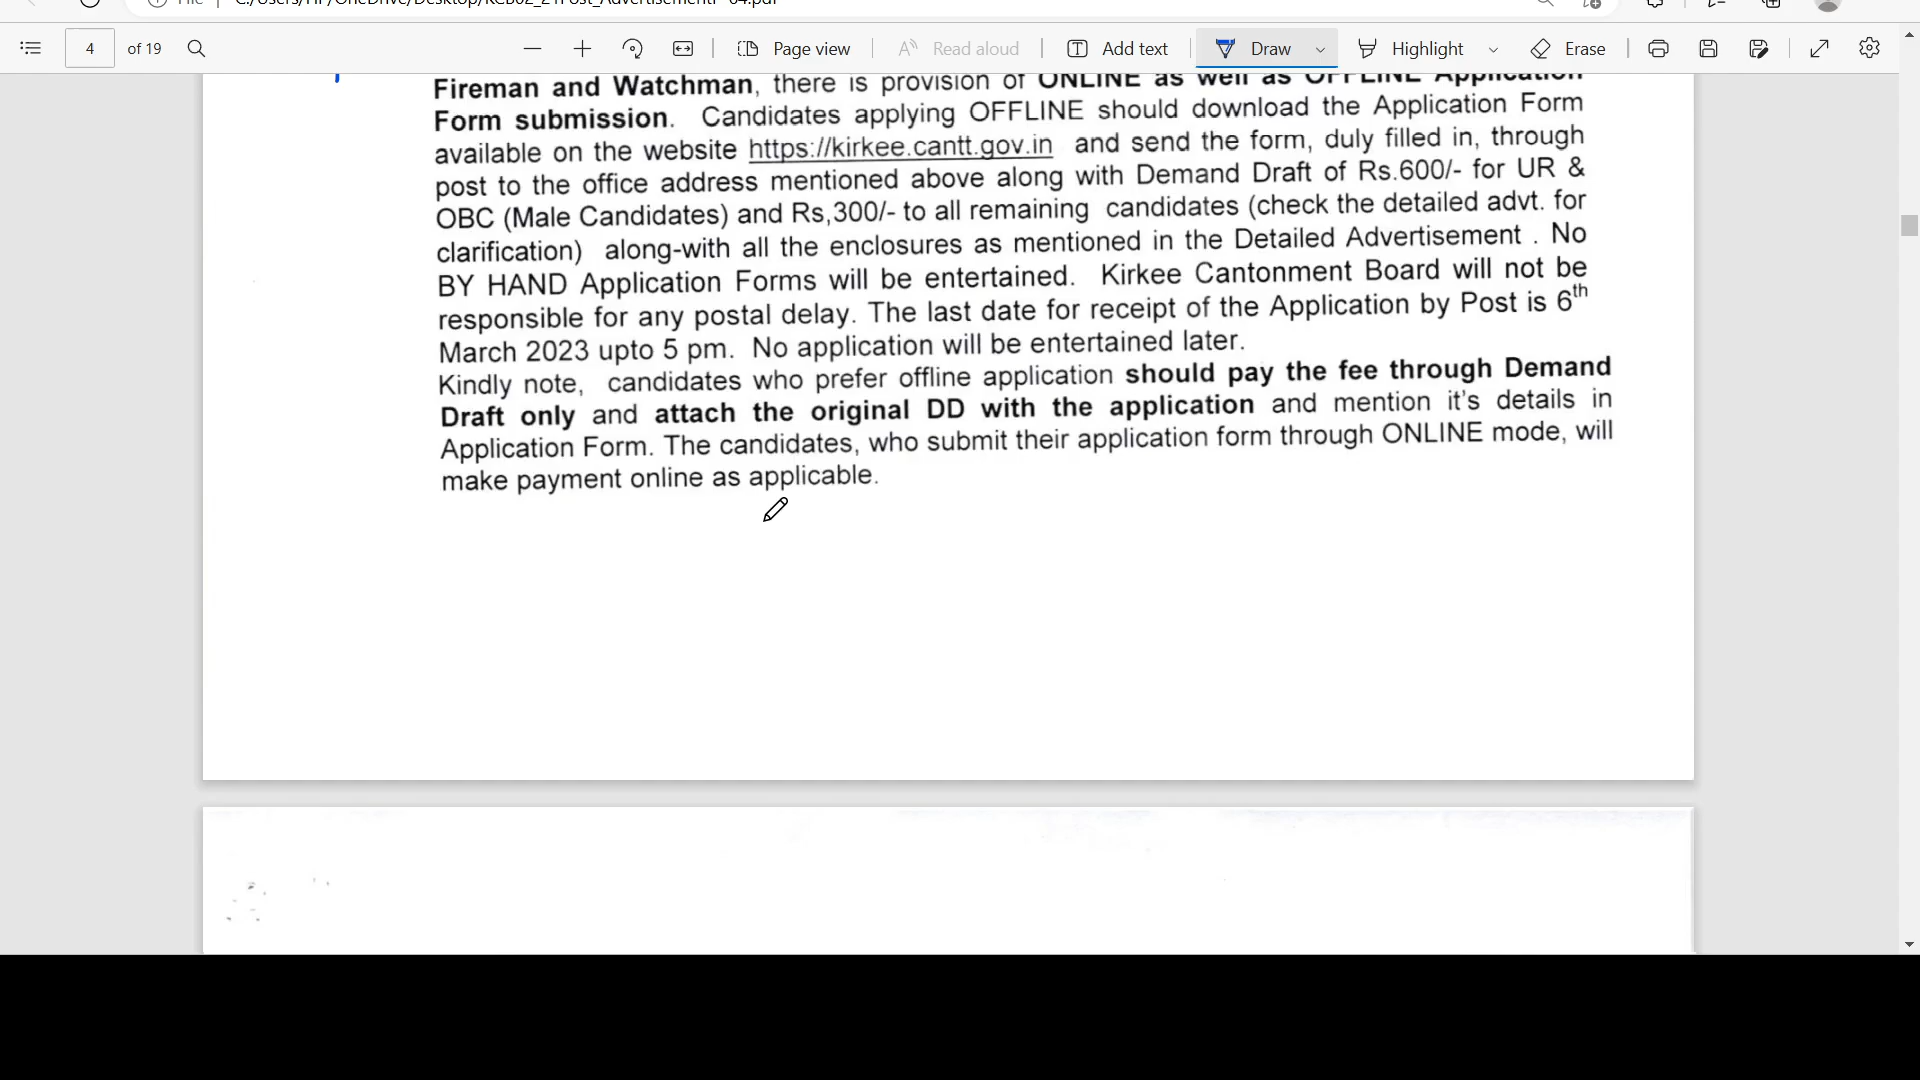 File
C:/Users/HP/OneDrive/Desktop/KCB02_21Post_Advertisement
4 of 19 Page view Read aloud Add text Draw Highlight Erase
Fireman and Watchman, there is provision of ONLINE as well as OFFLINE Application
Form submission. Candidates applying OFFLINE should download the Application Form
available on the website https://kirkee.cantt.gov.in and send the form, duly filled in, through
post to the office address mentioned above along with Demand Draft of Rs.600/- for UR &
OBC (Male Candidates) and Rs,300/- to all remaining candidates (check the detailed advt. for
clarification) along-with all the enclosures as mentioned in the Detailed Advertisement . No
BY HAND Application Forms will be entertained. Kirkee Cantonment Board will not be
responsible for any postal delay. The last date for receipt of the Application by Post is 6th
March 2023 upto 5 pm. No application will be entertained later.
Kindly note, candidates who prefer offline application should pay the fee through Demand
Draft only and attach the original DD with the application and mention it's details in
Application Form. The candidates, who submit their application form through ONLINE mode, will
make payment online as applicable.